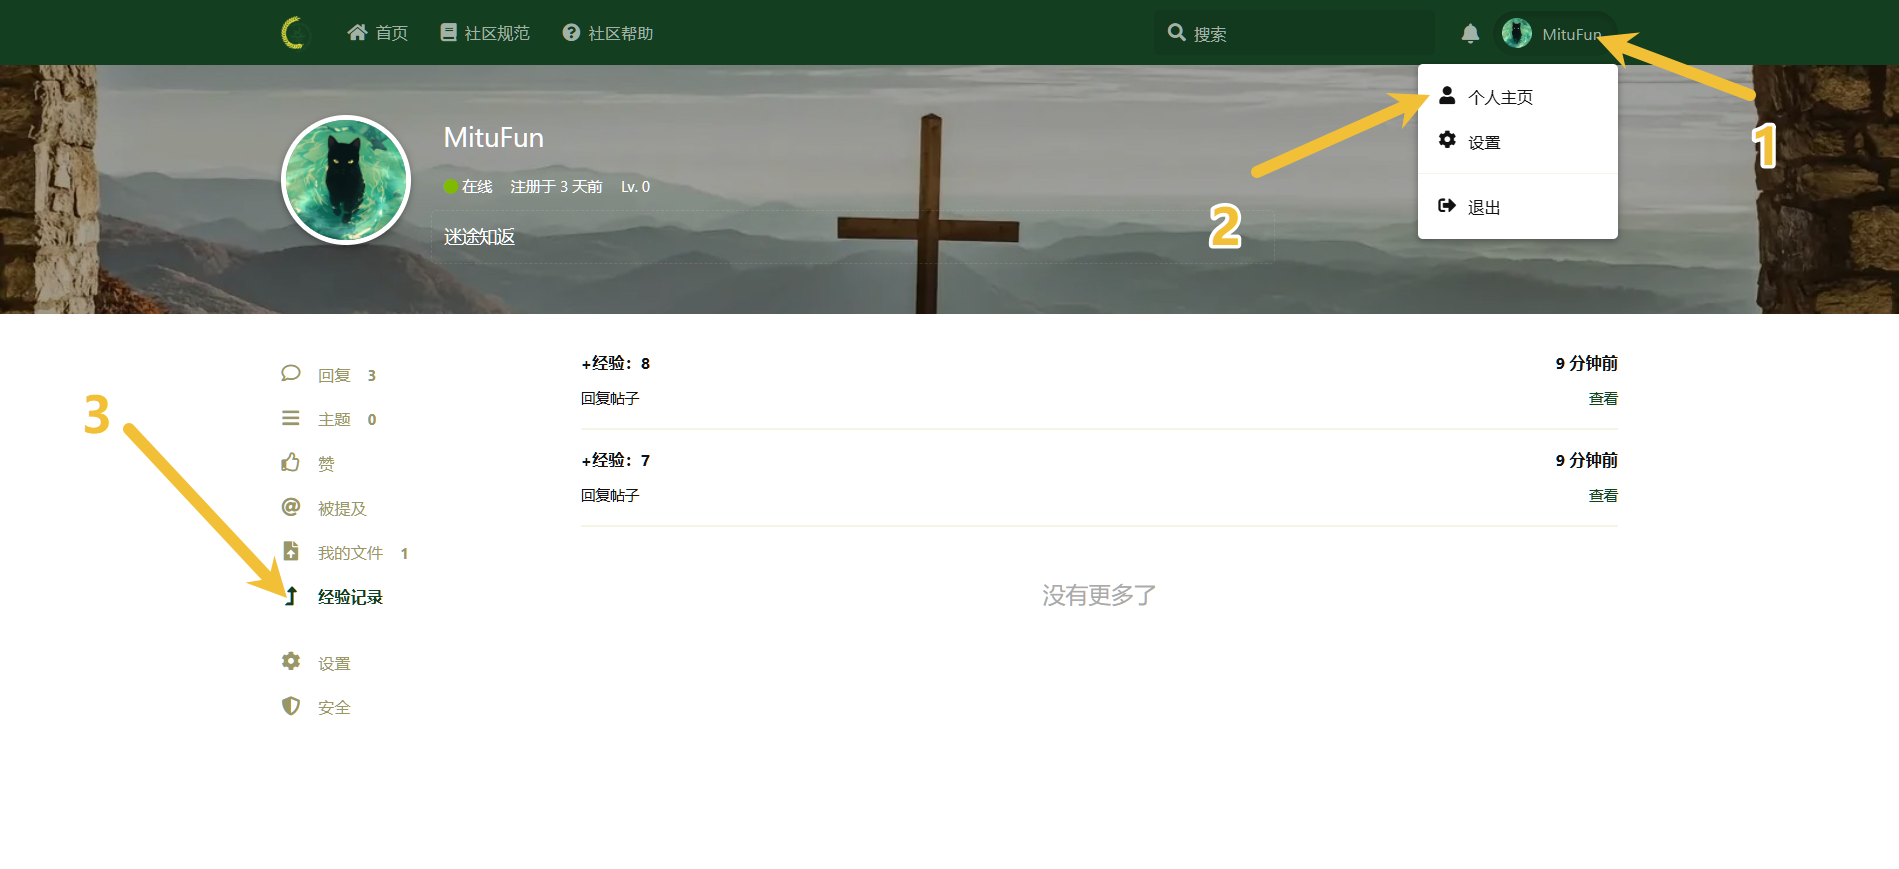 首页
社区规范
社区帮助
搜索
MituFun
个人主页
设置
退出
1
2
MituFun
在线 注册于 3 天前 Lv. 0
迷途知返
3
回复 3
主题 0
赞
被提及
我的文件 1
经验记录
设置
安全
+经验：8
9 分钟前
回复帖子
查看
+经验：7
9 分钟前
回复帖子
查看
没有更多了